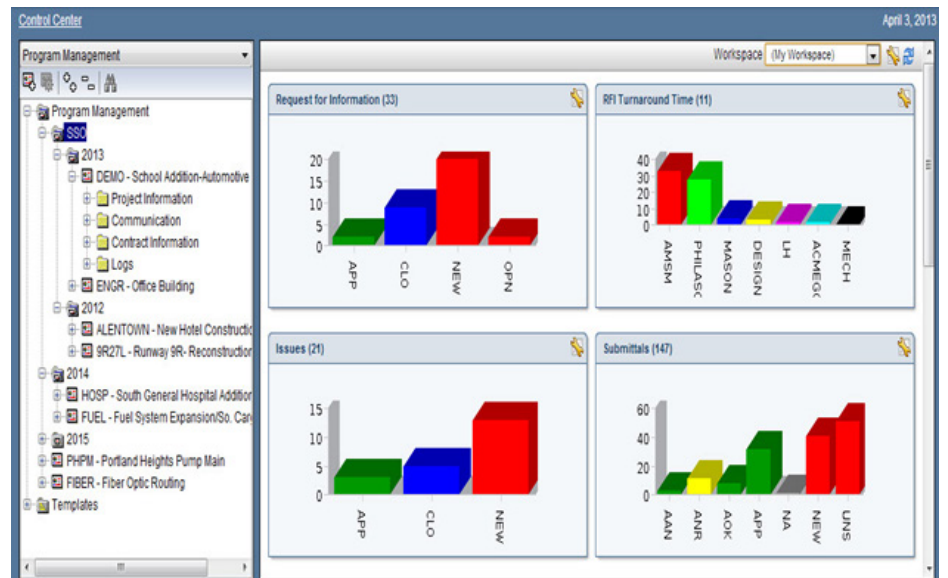 Control Center
April 3, 2013
Program Management
Workspace (My Workspace)
Program Management
SSO
2013
DEMO - School Addition-Automotive
Project Information
Communication
Contract Information
Logs
ENGR - Office Building
2012
ALENTOWN - New Hotel Constructic
9R27L - Runway 9R- Reconstruction
2014
HOSP - South General Hospital Addition
FUEL - Fuel System Expansion/So. Car
2015
PHPM - Portland Heights Pump Main
FIBER - Fiber Optic Routing
Templates
Request for Information (33)
20
15
10
5
0
APP
CLO
NEW
OPN
RFI Turnaround Time (11)
40
30
20
10
0
AMSM
PHILASC
MASON
DESIGN
LH
ACMEGC
MECH
Issues (21)
15
10
5
0
APP
CLO
NEW
Submittals (147)
60
40
20
0
AAN
ANR
AOK
APP
NA
NEW
UNS